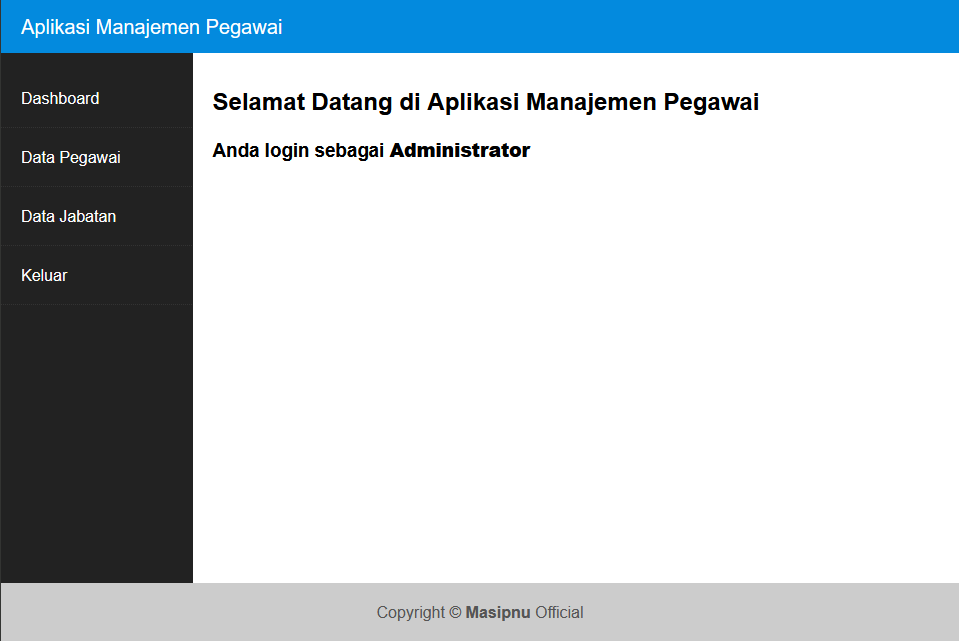 Aplikasi Manajemen Pegawai
Dashboard
Data Pegawai
Data Jabatan
Keluar
Selamat Datang di Aplikasi Manajemen Pegawai
Anda login sebagai Administrator
Copyright © Masipnu Official